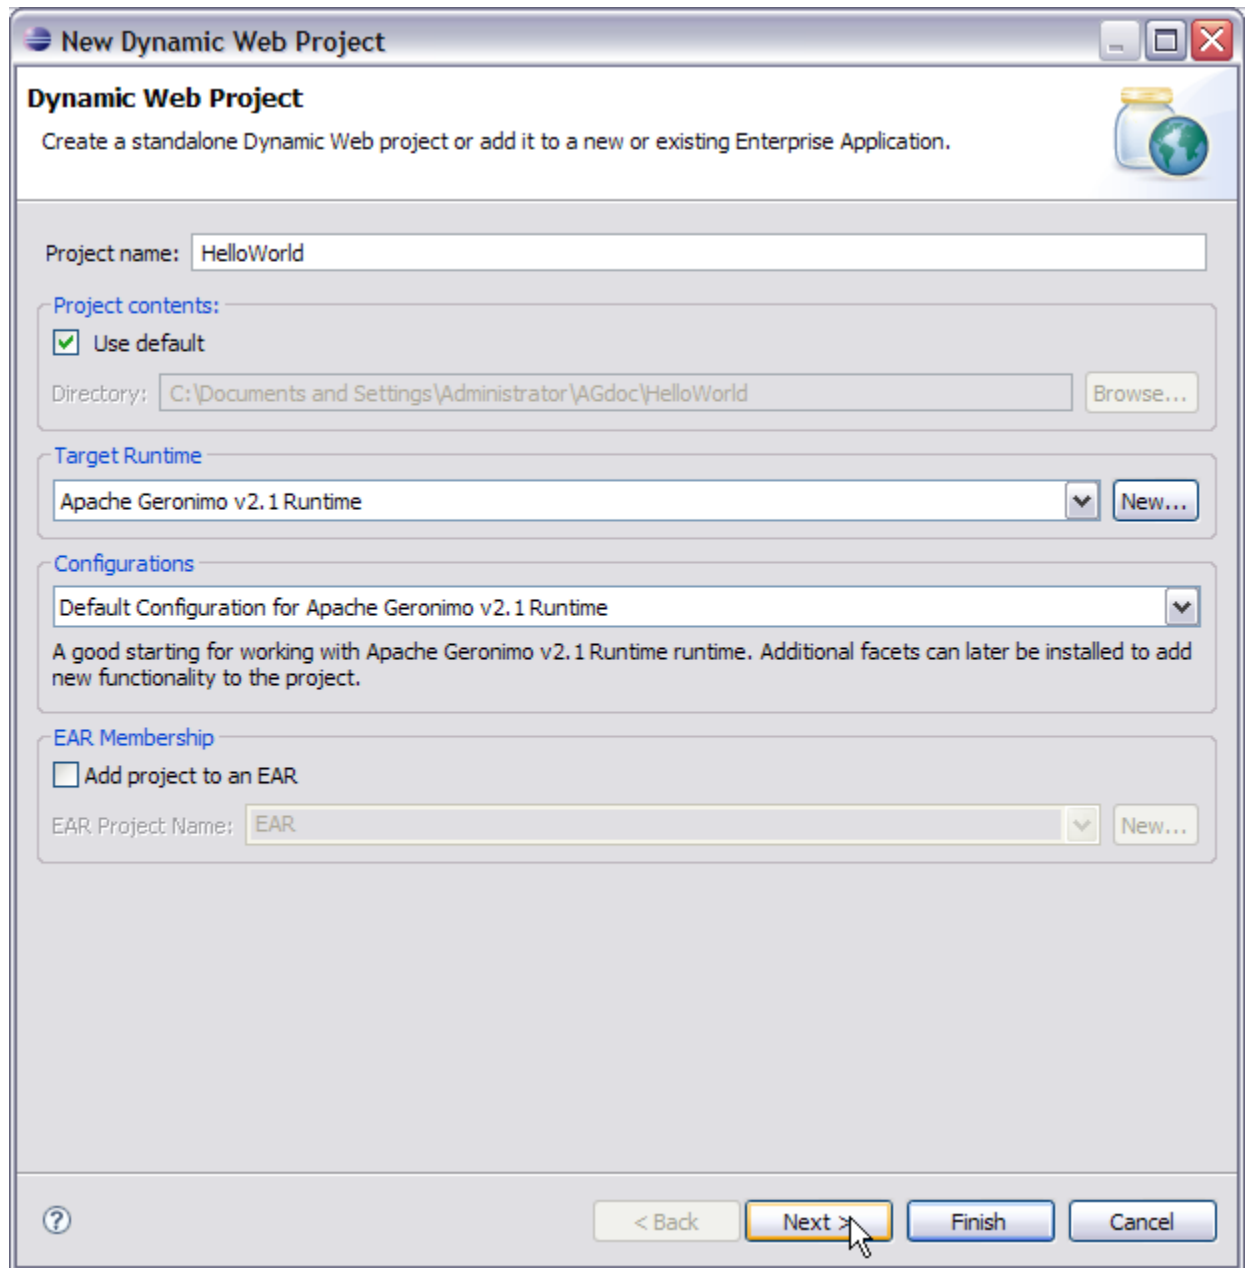 New Dynamic Web Project
Dynamic Web Project
Create a standalone Dynamic Web project or add it to a new or existing Enterprise Application.
Project name: HelloWorld
Project contents:
Use default
Directory: C:\Documents and Settings\Administrator\AGdoc\HelloWorld Browse...
Target Runtime
Apache Geronimo v2.1 Runtime New...
Configurations
Default Configuration for Apache Geronimo v2.1 Runtime
A good starting for working with Apache Geronimo v2.1 Runtime runtime. Additional facets can later be installed to add
new functionality to the project.
EAR Membership
Add project to an EAR
EAR Project Name: EAR New...
? < Back Next > Finish Cancel